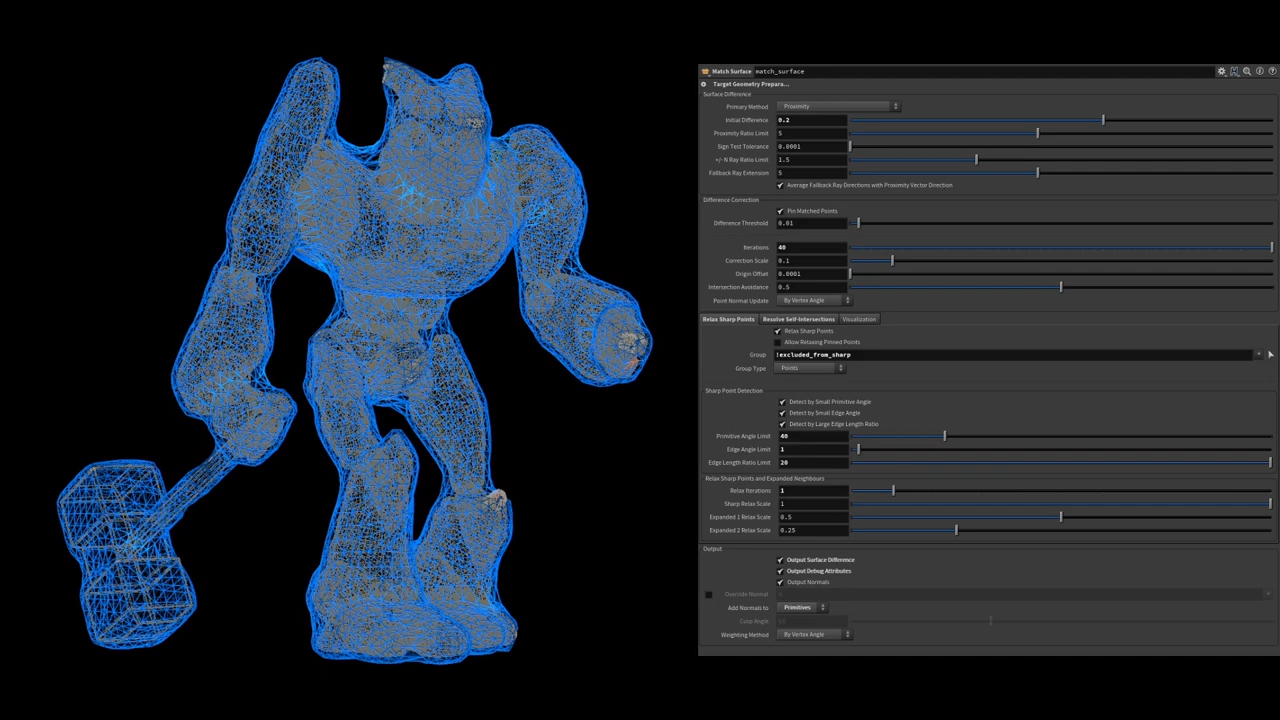 Match Surface match_surface
Target Geometry Prepara...
Surface Difference
Primary Method Proximity
Initial Difference 0.2
Proximity Ratio Limit 5
Sign Test Tolerance 0.0001
+/- N Ray Ratio Limit 1.5
Fallback Ray Extension 5
Average Fallback Ray Directions with Proximity Vector Direction
Difference Correction
Pin Matched Points
Difference Threshold 0.01
Iterations 40
Correction Scale 0.1
Origin Offset 0.0001
Intersection Avoidance 0.5
Point Normal Update By Vertex Angle
Relax Sharp Points Resolve Self-Intersections Visualization
Relax Sharp Points
Allow Relaxing Pinned Points
Group !excluded_from_sharp
Group Type Points
Sharp Point Detection
Detect by Small Primitive Angle
Detect by Small Edge Angle
Detect by Large Edge Length Ratio
Primitive Angle Limit 40
Edge Angle Limit 1
Edge Length Ratio Limit 20
Relax Sharp Points and Expanded Neighbours
Relax Iterations 1
Sharp Relax Scale 1
Expanded 1 Relax Scale 0.5
Expanded 2 Relax Scale 0.25
Output
Output Surface Difference
Output Debug Attributes
Output Normals
Override Normal
Add Normals to Primitives
Cusp Angle
Weighting Method By Vertex Angle